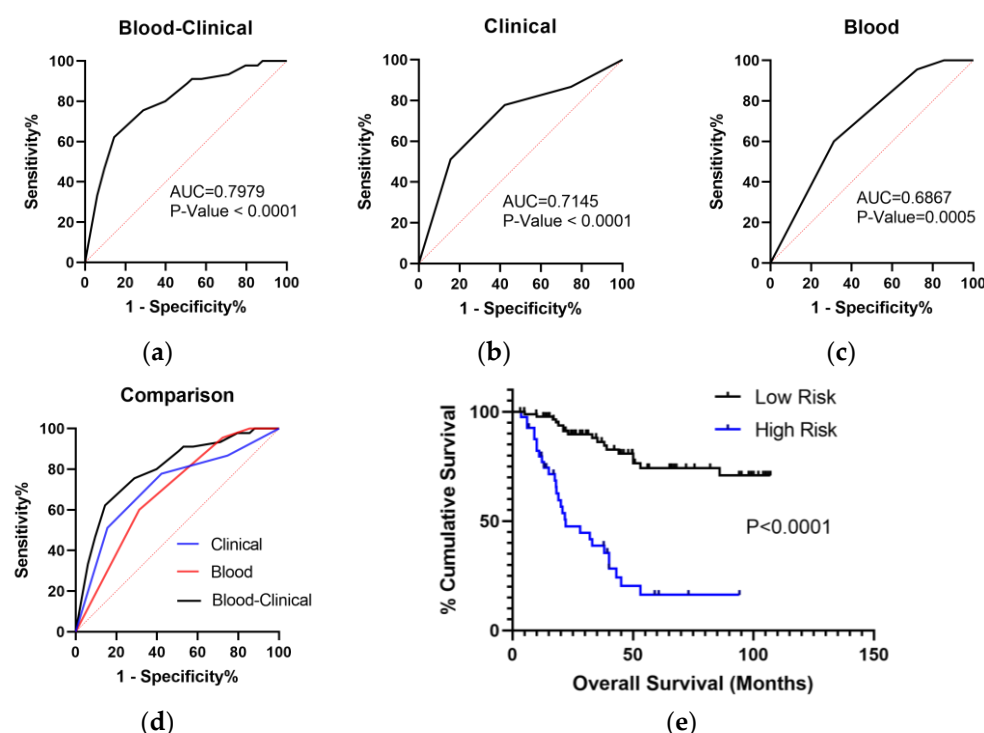 Blood-Clinical
Sensitivity%
100
80
60
40
20
0
AUC=0.7979
P-Value < 0.0001
0 20 40 60 80 100
1 - Specificity%
(a)
Clinical
Sensitivity%
100
80
60
40
20
0
AUC=0.7145
P-Value < 0.0001
0 20 40 60 80 100
1 - Specificity%
(b)
Blood
Sensitivity%
100
80
60
40
20
0
AUC=0.6867
P-Value=0.0005
0 20 40 60 80 100
1 - Specificity%
(c)
Comparison
Sensitivity%
100
80
60
40
20
0
Clinical
Blood
Blood-Clinical
0 20 40 60 80 100
1 - Specificity%
(d)
% Cumulative Survival
100
50
0
Low Risk
High Risk
P<0.0001
0 50 100 150
Overall Survival (Months)
(e)